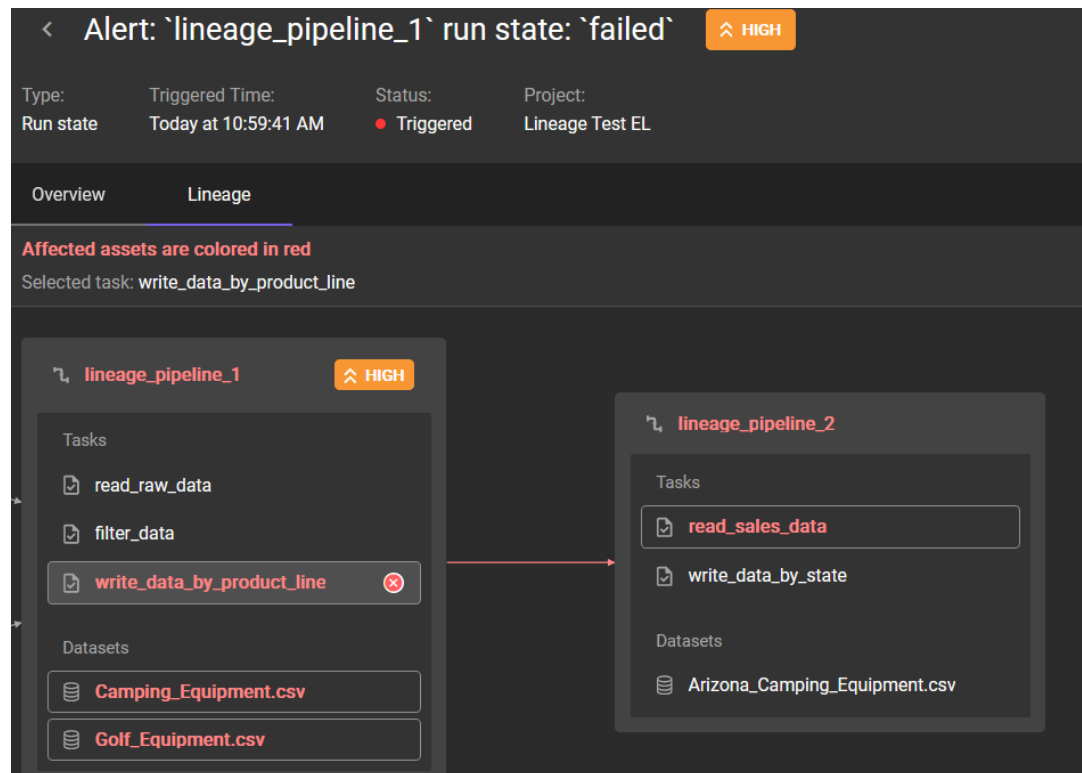 Alert: `lineage_pipeline_1` run state: `failed` HIGH
Type: Triggered Time: Status: Project:
Run state Today at 10:59:41 AM Triggered Lineage Test EL
Overview Lineage
Affected assets are colored in red
Selected task: write_data_by_product_line
lineage_pipeline_1 HIGH
Tasks
read_raw_data
filter_data
write_data_by_product_line
Datasets
Camping_Equipment.csv
Golf_Equipment.csv
lineage_pipeline_2
Tasks
read_sales_data
write_data_by_state
Datasets
Arizona_Camping_Equipment.csv